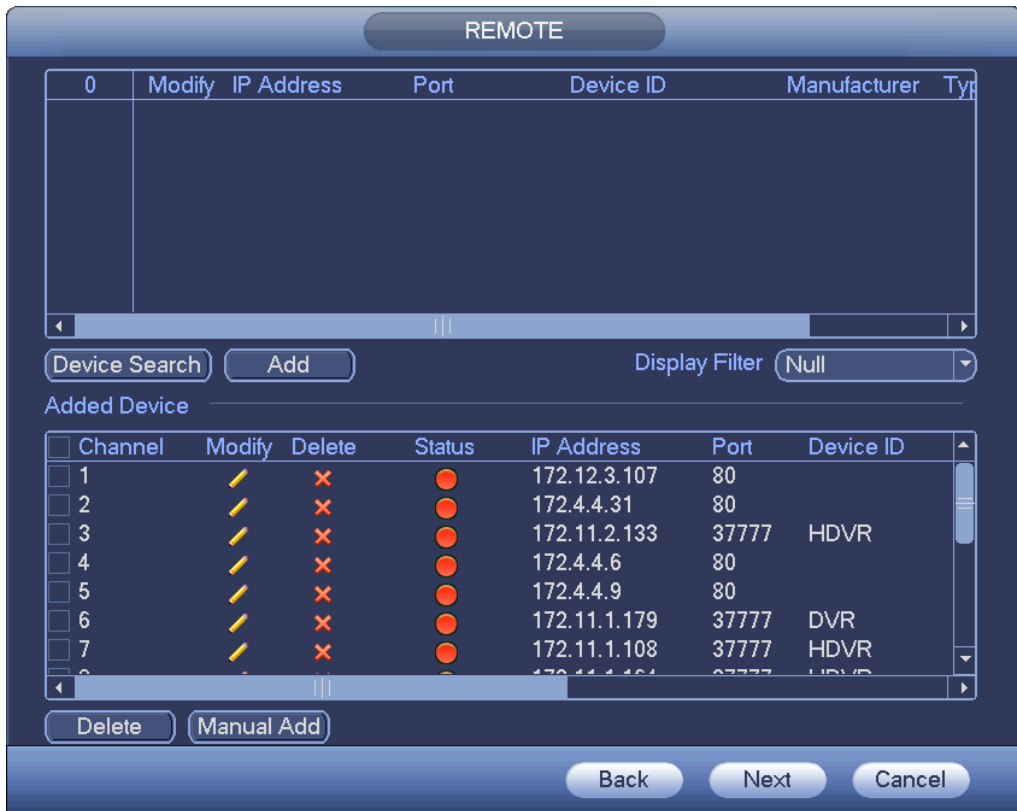 REMOTE
0 Modify IP Address Port Device ID Manufacturer Typ
Device Search Add Display Filter Null
Added Device
Channel Modify Delete Status IP Address Port Device ID
1 172.12.3.107 80
2 172.4.4.31 80
3 172.11.2.133 37777 HDVR
4 172.4.4.6 80
5 172.4.4.9 80
6 172.11.1.179 37777 DVR
7 172.11.1.108 37777 HDVR
Delete Manual Add
Back Next Cancel